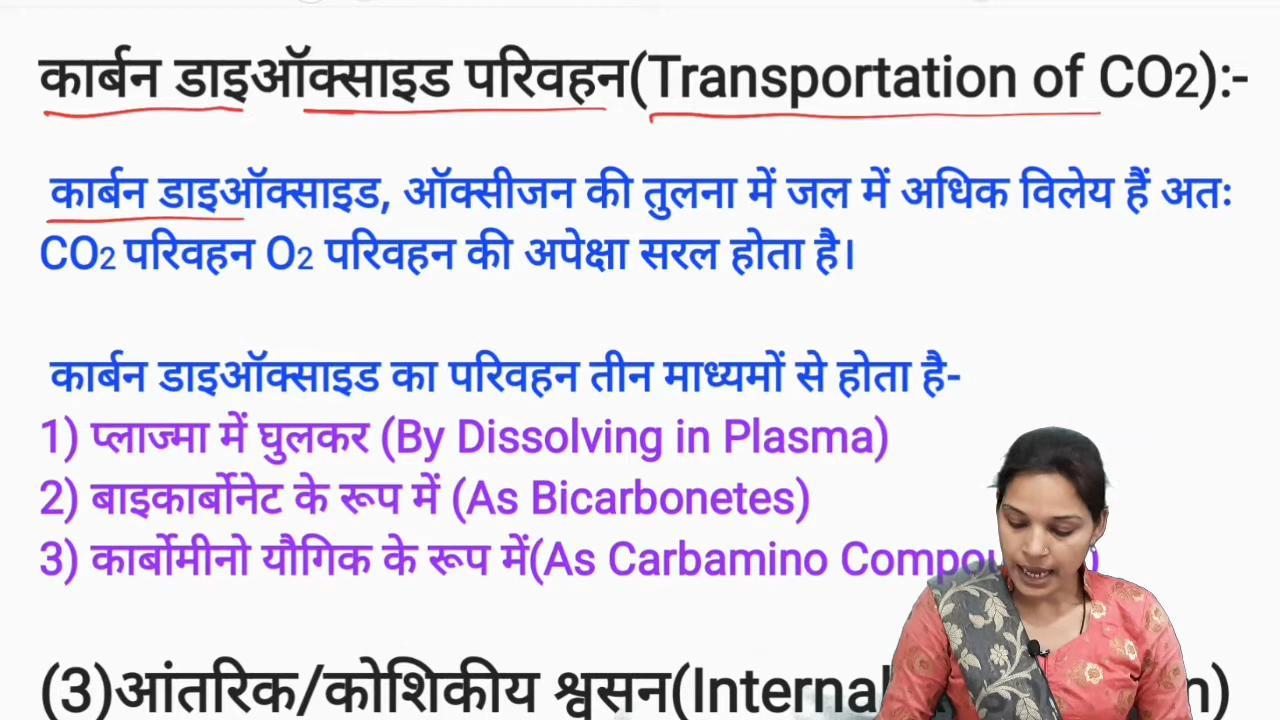 कार्बन डाइऑक्साइड परिवहन(Transportation of CO2):-
कार्बन डाइऑक्साइड, ऑक्सीजन की तुलना में जल में अधिक विलेय हैं अतः
CO2 परिवहन O2 परिवहन की अपेक्षा सरल होता है।
कार्बन डाइऑक्साइड का परिवहन तीन माध्यमों से होता है-
1) प्लाज्मा में घुलकर (By Dissolving in Plasma)
2) बाइकार्बोनेट के रूप में (As Bicarbonetes)
3) कार्बोमीनो यौगिक के रूप में(As Carbamino
(3)आंतरिक/कोशिकीय श्वसन(Internal